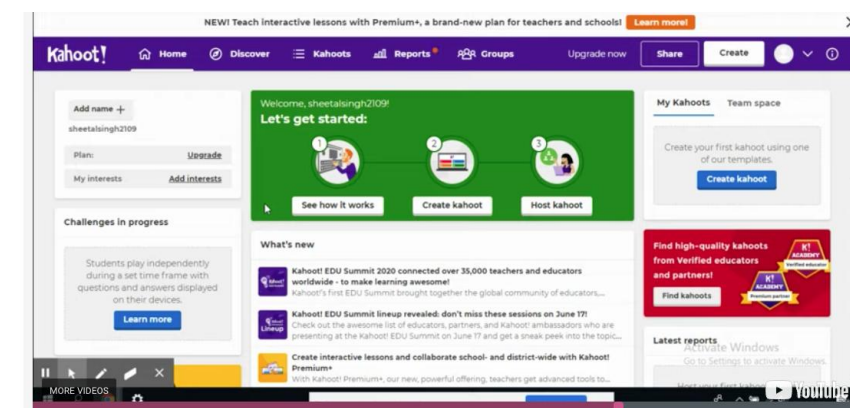 NEW! Teach interactive lessons with Premium+, a brand-new plan for teachers and schools! Learn more!
Kahoot! Home Discover Kahoots Reports Groups Upgrade now Share Create
Add name +
sheetalsingh2109
Plan: Upgrade
My interests Add interests
Challenges in progress
Students play independently
during a set time frame with
questions and answers displayed
on their devices.
Learn more
Welcome, sheetalsingh2109!
Let's get started:
1 2 3
See how it works Create kahoot Host kahoot
What's new
Kahoot! EDU Summit 2020 connected over 35,000 teachers and educators
worldwide - to make learning awesome!
Kahoot!'s first EDU Summit brought together the global community of educators,...
Kahoot! EDU Summit lineup revealed: don't miss these sessions on June 17!
Lineup
Check out the awesome list of educators, partners, and Kahoot! ambassadors who are
presenting at the Kahoot! EDU Summit on June 17 and get a sneak peek into the topic...
Create interactive lessons and collaborate school- and district-wide with Kahoot!
Premium+
With Kahoot! Premium+, our new, powerful offering, teachers get advanced tools to...
My Kahoots Team space
Create your first kahoot using one
of our templates.
Create kahoot
Find high-quality kahoots
from Verified educators
and partners!
Find kahoots
K!
ACADEMY
Verified educator
K!
ACADEMY
Premium partner
Latest reports
Activate Windows
Go to Settings to activate Windows.
Host your first kahoot
MORE VIDEOS
YouTube